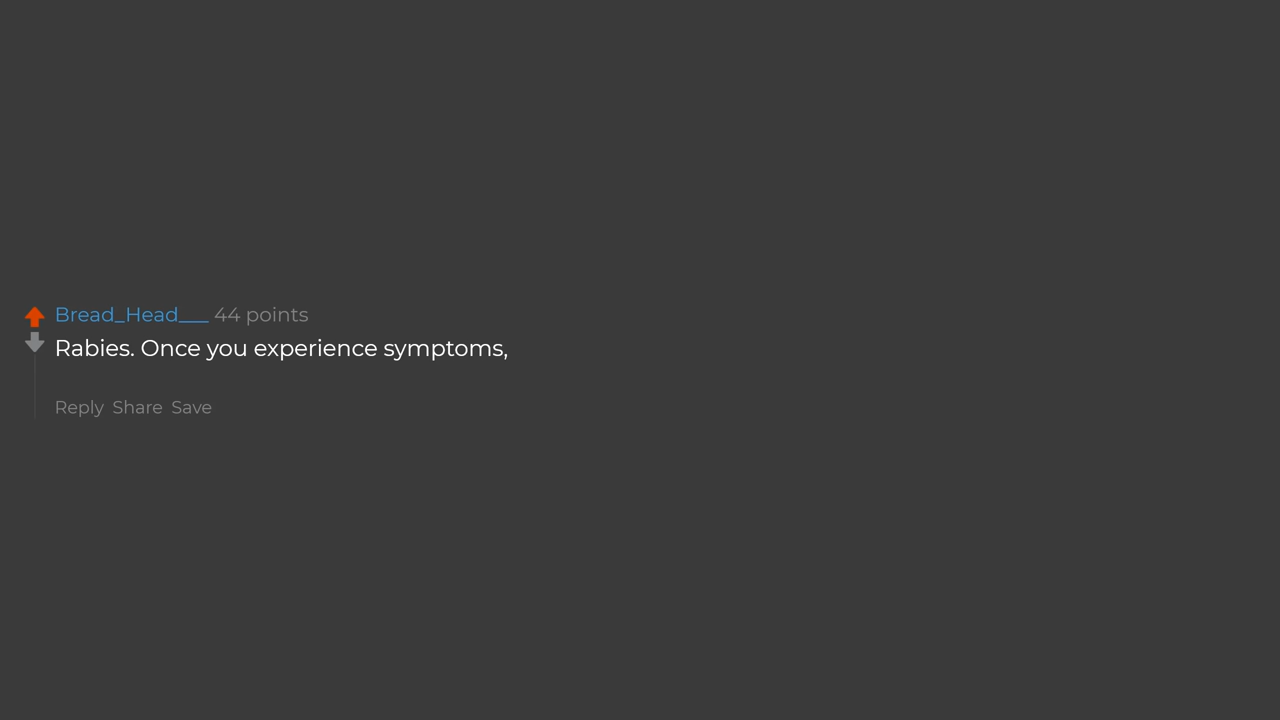 Bread_Head___ 44 points
Rabies. Once you experience symptoms,
Reply Share Save